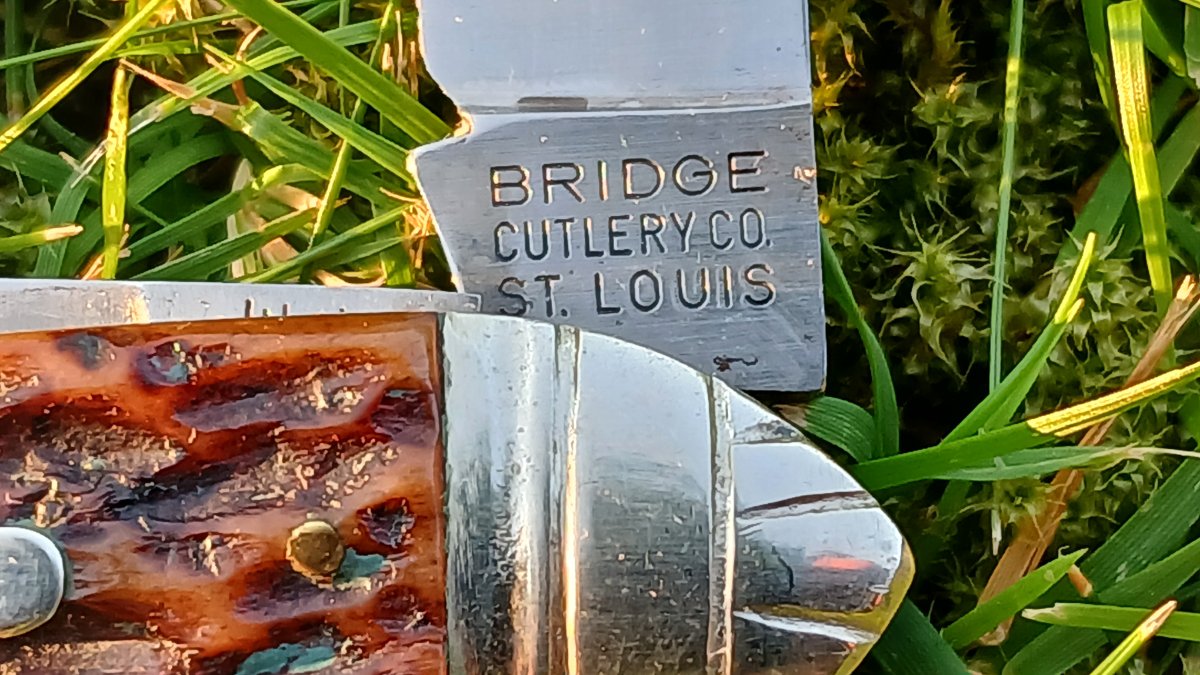 BRIDGE
CUTLERY CO.
ST. LOUIS